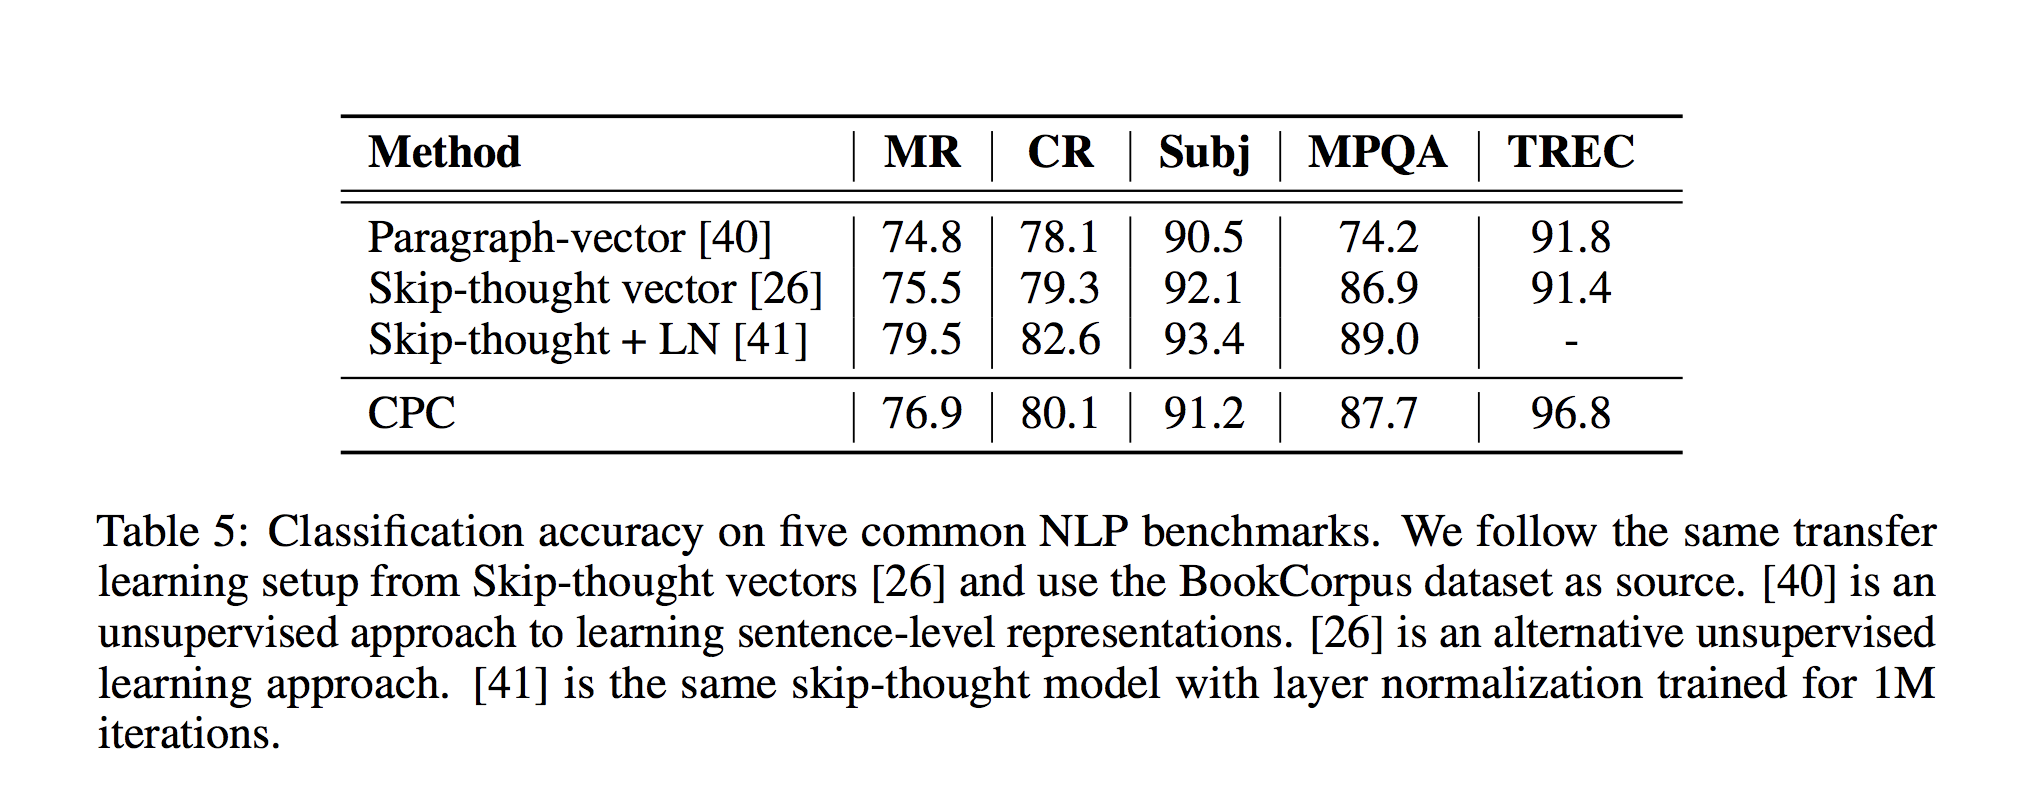 Method MR CR Subj MPQA TREC
Paragraph-vector [40] 74.8 78.1 90.5 74.2 91.8
Skip-thought vector [26] 75.5 79.3 92.1 86.9 91.4
Skip-thought + LN [41] 79.5 82.6 93.4 89.0 -
CPC 76.9 80.1 91.2 87.7 96.8
Table 5: Classification accuracy on five common NLP benchmarks. We follow the same transfer
learning setup from Skip-thought vectors [26] and use the BookCorpus dataset as source. [40] is an
unsupervised approach to learning sentence-level representations. [26] is an alternative unsupervised
learning approach. [41] is the same skip-thought model with layer normalization trained for 1M
iterations.